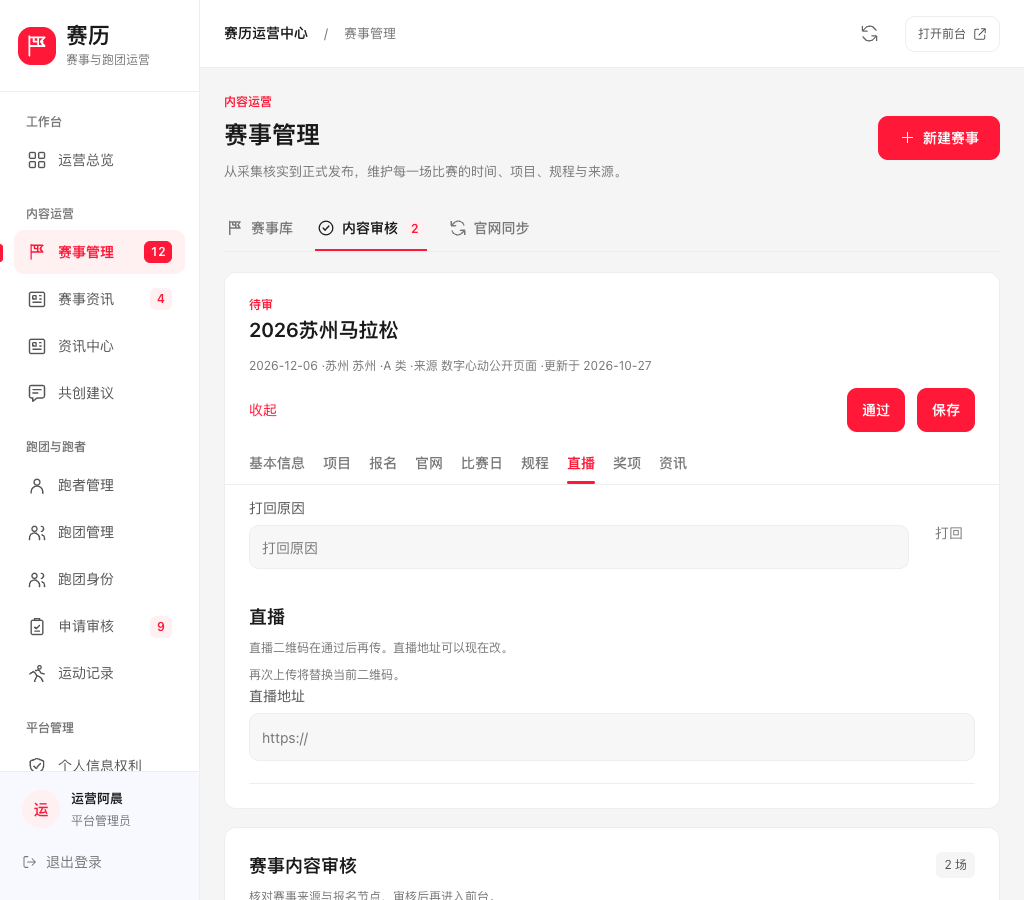 赛历
赛事与跑团运营
工作台
运营总览
内容运营
赛事管理 12
赛事资讯 4
资讯中心
共创建议
跑团与跑者
跑者管理
跑团管理
跑团身份
申请审核 9
运动记录
平台管理
个人信息权利
运 运营阿晨
平台管理员
退出登录
赛历运营中心 / 赛事管理
打开前台
内容运营
赛事管理
从采集核实到正式发布，维护每一场比赛的时间、项目、规程与来源。
新建赛事
赛事库 内容审核 2 官网同步
待审
2026苏州马拉松
2026-12-06 ·苏州 苏州 ·A 类 ·来源 数字心动公开页面 ·更新于 2026-10-27
收起 通过 保存
基本信息 项目 报名 官网 比赛日 规程 直播 奖项 资讯
打回原因
打回原因 打回
直播
直播二维码在通过后再传。直播地址可以现在改。
再次上传将替换当前二维码。
直播地址
https://
赛事内容审核 2 场
核对赛事来源与报名节点，审核后再进入前台。